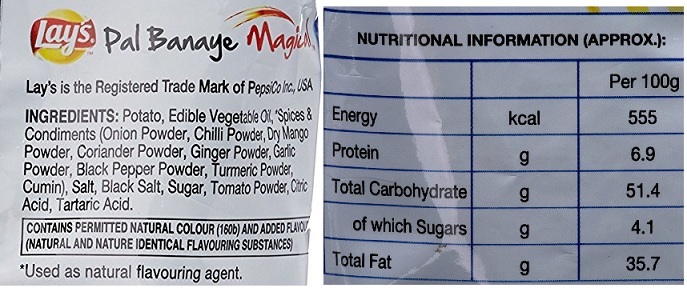 Lay's
Pal Banaye Magical
Lay's is the Registered Trade Mark of PepsiCo Inc., USA
INGREDIENTS: Potato, Edible Vegetable Oil, *Spices &
Condiments (Onion Powder, Chilli Powder, Dry Mango
Powder, Coriander Powder, Ginger Powder, Garlic
Powder, Black Pepper Powder, Turmeric Powder,
Cumin), Salt, Black Salt, Sugar, Tomato Powder, Citric
Acid, Tartaric Acid.
CONTAINS PERMITTED NATURAL COLOUR (160b) AND ADDED FLAVOU
(NATURAL AND NATURE IDENTICAL FLAVOURING SUBSTANCES)
*Used as natural flavouring agent.
NUTRITIONAL INFORMATION (APPROX.):
Per 100g
Energy kcal 555
Protein g 6.9
Total Carbohydrate g 51.4
of which Sugars g 4.1
Total Fat g 35.7